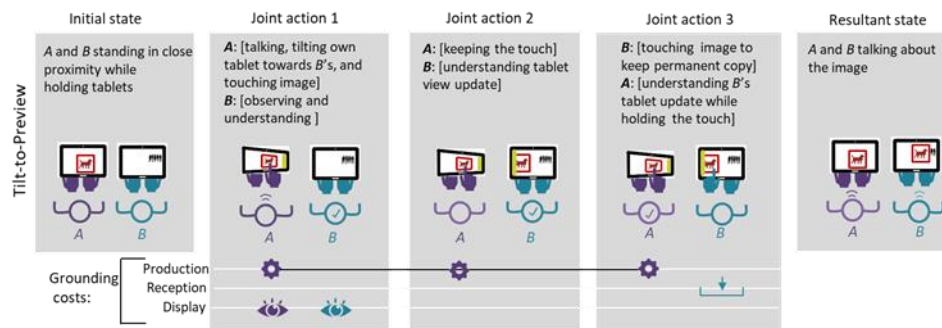 Initial state
Joint action 1
Joint action 2
Joint action 3
Resultant state
Tilt-to-Preview
A and B standing in close
proximity while
holding tablets
A: [talking, tilting own
tablet towards B's, and
touching image]
B: [observing and
understanding ]
A: [keeping the touch]
B: [understanding tablet
view update]
B: [touching image to
keep permanent copy]
A: [understanding B's
tablet update while
holding the touch]
A and B talking about
the image
A B
A B
A B
A B
A B
Grounding
costs:
Production
Reception
Display